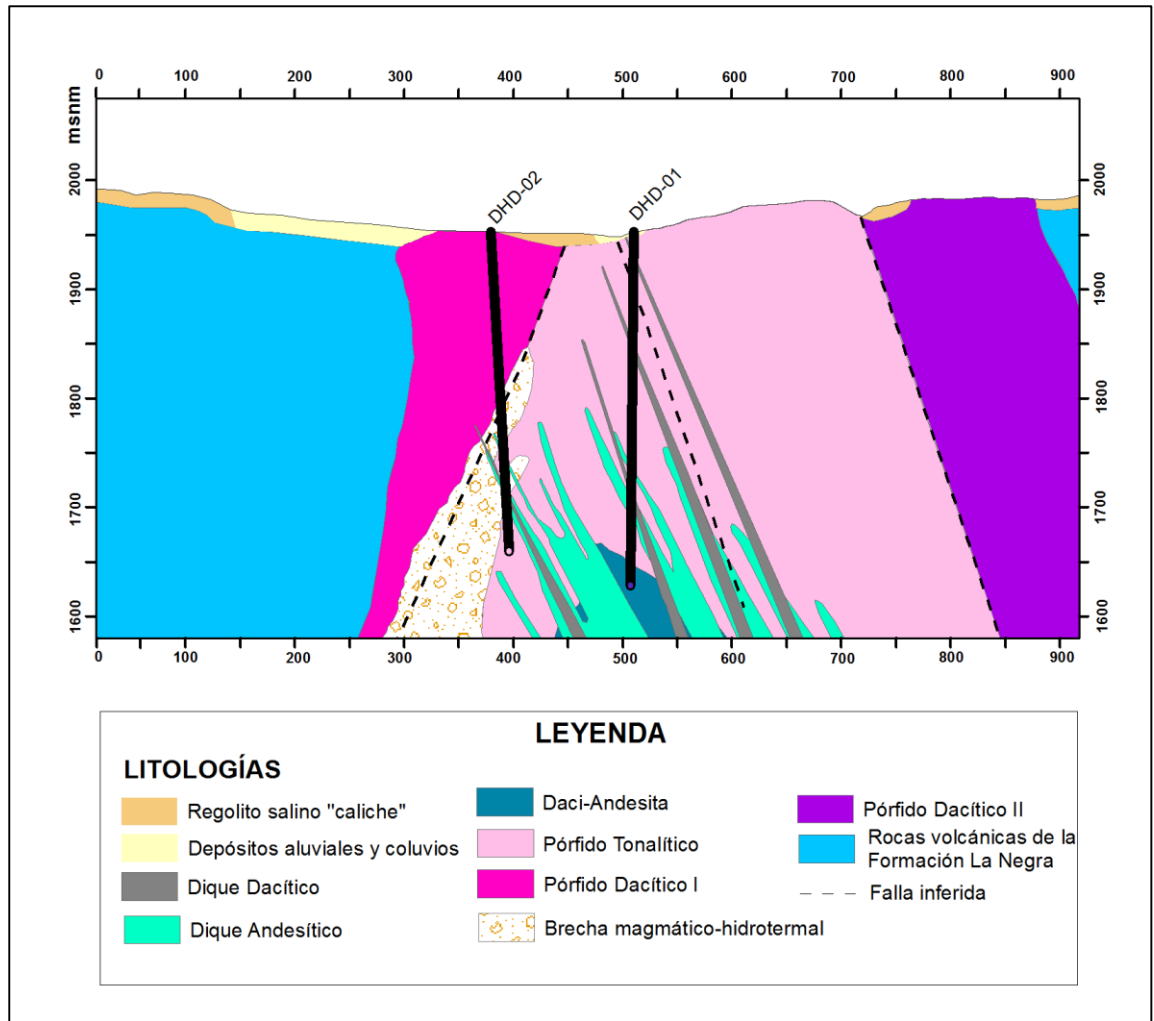 0 100 200 300 400 510 600 720 800 900
msnm
2000 2000
DHD-02 DHD-01
1900 1900
1800 1800
1700 1700
1600 1600
0 100 200 300 400 500 600 700 800 900
LEYENDA
LITOLOGÍAS
Regolito salino "caliche"
Depósitos aluviales y coluvios
Dique Dacítico
Dique Andesítico
Daci-Andesita
Pórfido Tonalítico
Pórfido Dacítico I
Brecha magmático-hidrotermal
Pórfido Dacítico II
Rocas volcánicas de la
Formación La Negra
Falla inferida